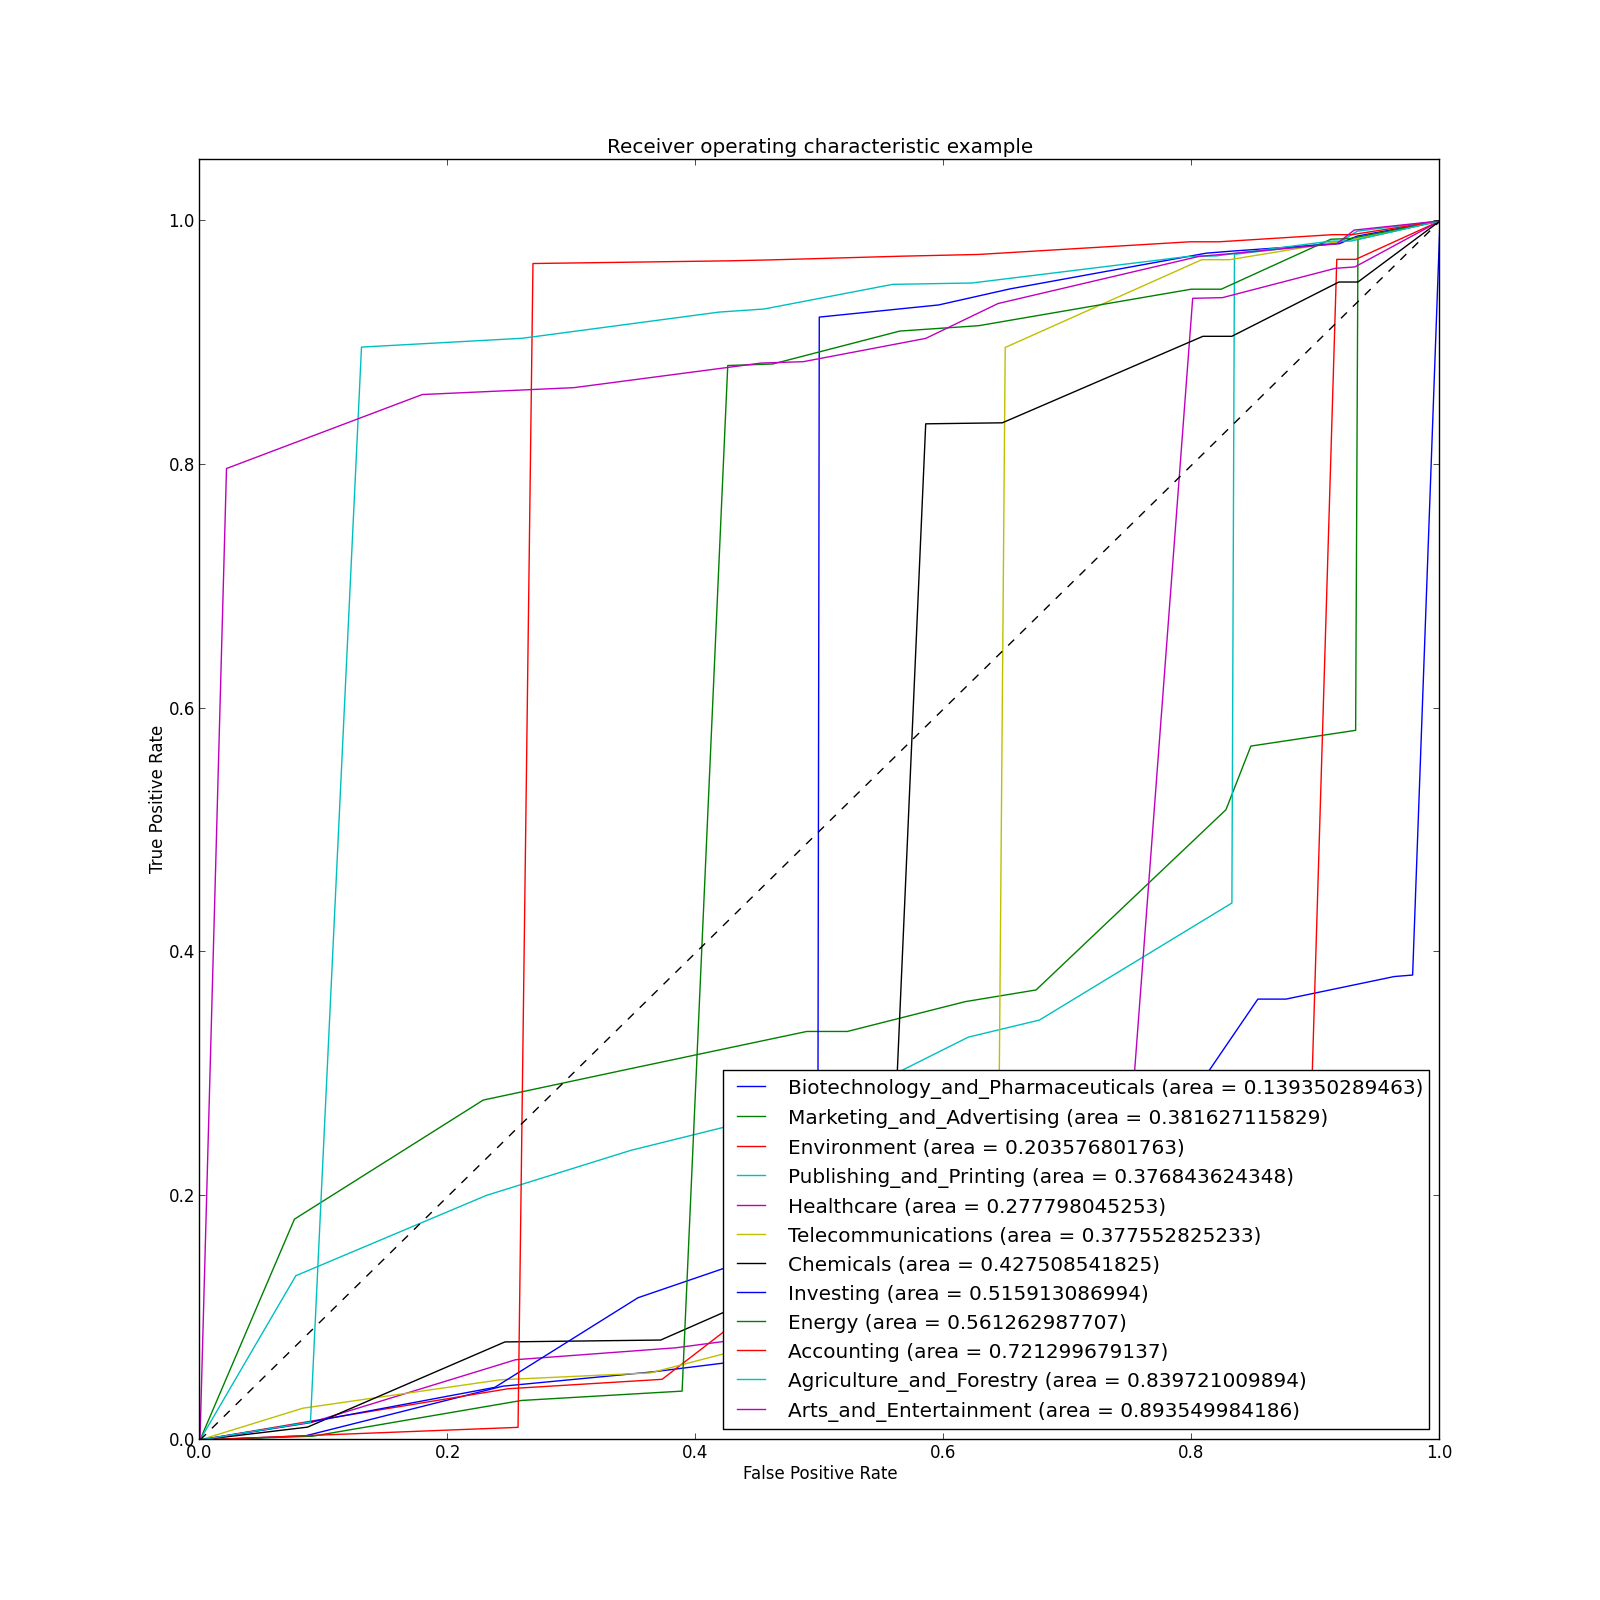 Receiver operating characteristic example
1.0
0.8
0.6
0.4
0.2
0.0
True Positive Rate
0.0 0.2 0.4 0.6 0.8 1.0
False Positive Rate
Biotechnology_and_Pharmaceuticals (area = 0.139350289463)
Marketing_and_Advertising (area = 0.381627115829)
Environment (area = 0.203576801763)
Publishing_and_Printing (area = 0.376843624348)
Healthcare (area = 0.277798045253)
Telecommunications (area = 0.377552825233)
Chemicals (area = 0.427508541825)
Investing (area = 0.515913086994)
Energy (area = 0.561262987707)
Accounting (area = 0.721299679137)
Agriculture_and_Forestry (area = 0.839721009894)
Arts_and_Entertainment (area = 0.893549984186)